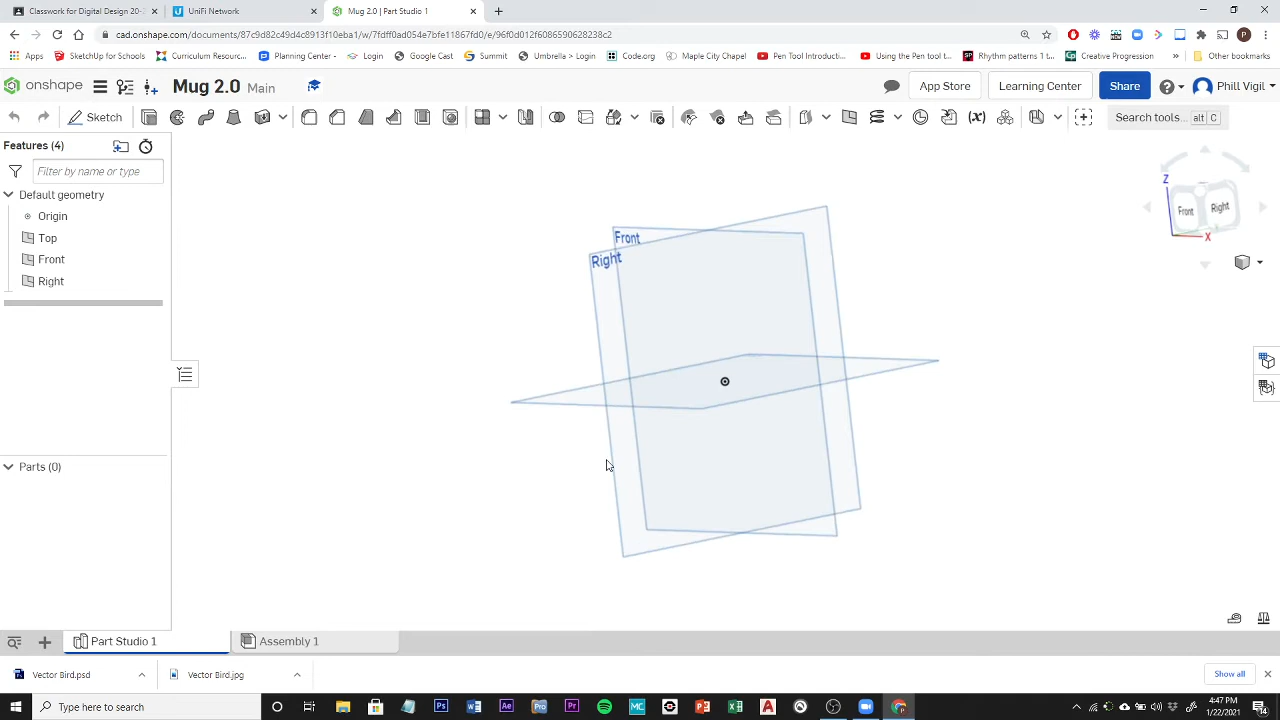 Classwork for Digital Design 20-
UniFi Network
Mug 2.0 | Part Studio 1
cad.onshape.com/documents/87c9d82c49d4c8913f10eba1/w/7fdff0ad054e7bfe11867f60/e/96f0d012f6086590628238c2
Apps
SketchUp for Schools
Curriculum Resour...
Planning Center
Google Cast
Summit
Umbrella > Login
Code.org
Maple City Chapel
Pen Tool Introducti...
Using the Pen tool t...
Rhythm patterns 1 t...
Creative Progression
Other bookmarks
onshape
Mug 2.0 Main
App Store
Learning Center
Share
Phill Vigil
Sketch
Search tools... alt C
Features (4)
Filter by name or type
Default geometry
Origin
Top
Front
Right
Parts (0)
Front
Right
Z
Front
Right
X
Part Studio 1
Assembly 1
Vector Bird.psd
Vector Bird.jpg
Show all
Type here to search
4:47 PM
1/22/2021